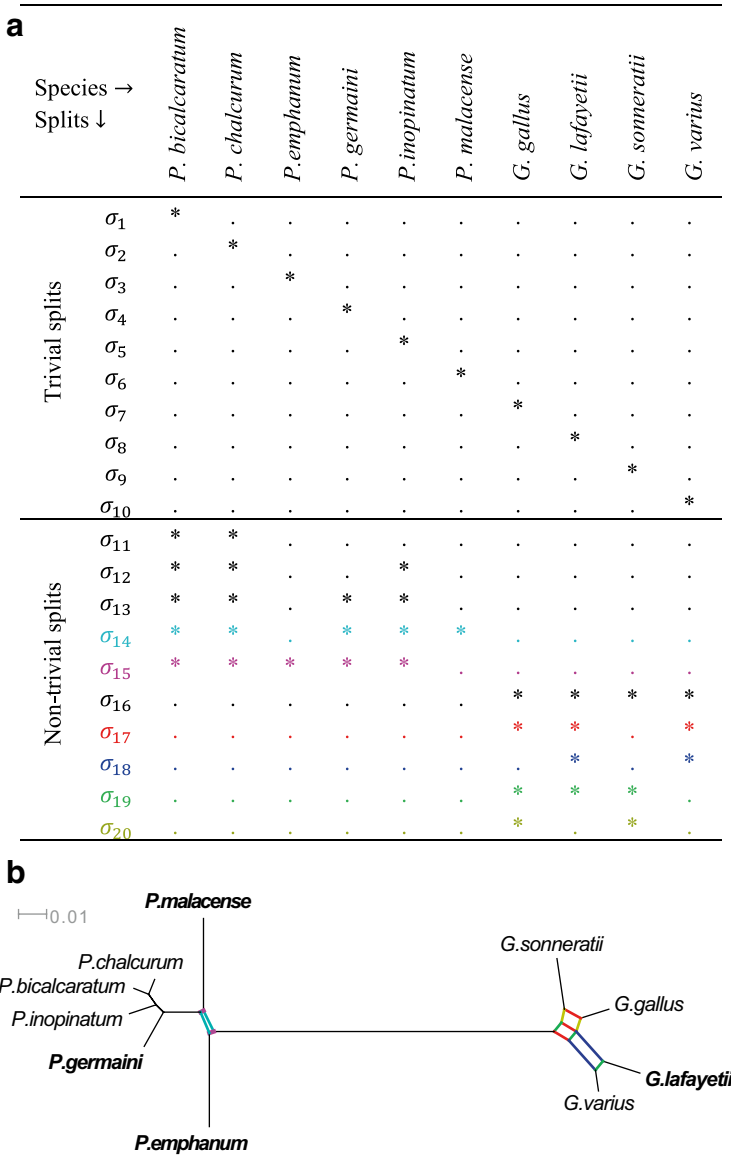 a
Species → P. bicalcaratum P. chalcurum P.emphanum P. germaini P.inopinatum P. malacense G. gallus G. lafayetii G. sonneratii G. varius
Splits ↓
Trivial splits
σ1 * . . . . . . . . .
σ2 . * . . . . . . . .
σ3 . . * . . . . . . .
σ4 . . . * . . . . . .
σ5 . . . . * . . . . .
σ6 . . . . . * . . . .
σ7 . . . . . . * . . .
σ8 . . . . . . . * . .
σ9 . . . . . . . . * .
σ10 . . . . . . . . . *
Non-trivial splits
σ11 * * . . . . . . . .
σ12 * * . . * . . . . .
σ13 * * . * * . . . . .
σ14 * * . * * * . . . .
σ15 * * * * * . . . . .
σ16 . . . . . . * * * *
σ17 . . . . . . * * . *
σ18 . . . . . . . * . *
σ19 . . . . . . * * * .
σ20 . . . . . . * . * .
b
0.01
P.malacense
P.chalcurum
P.bicalcaratum
P.inopinatum
P.germaini
P.emphanum
G.sonneratii
G.gallus
G.lafayetii
G.varius